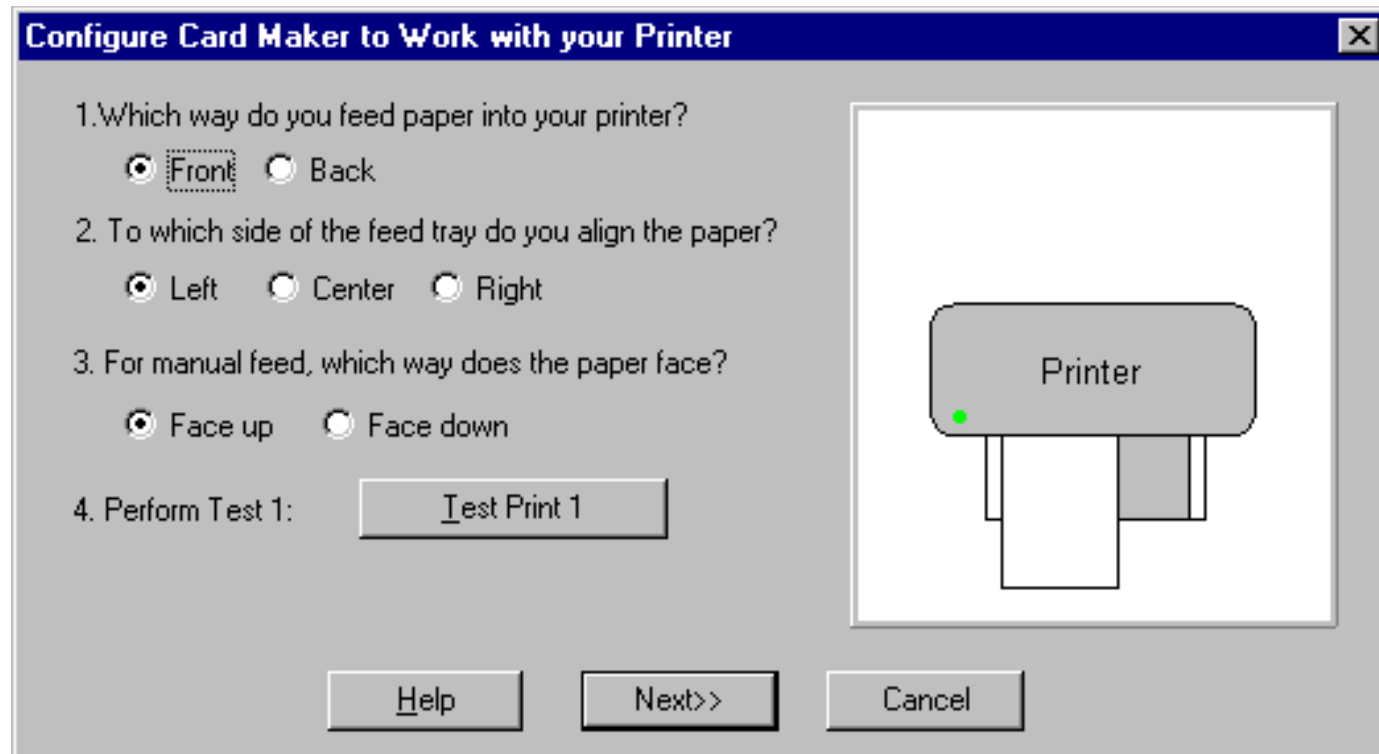 Configure Card Maker to Work with your Printer
1.Which way do you feed paper into your printer?
Front Back
2. To which side of the feed tray do you align the paper?
Left Center Right
3. For manual feed, which way does the paper face?
Printer
Face up Face down
4. Perform Test 1: Test Print 1
Help Next>> Cancel